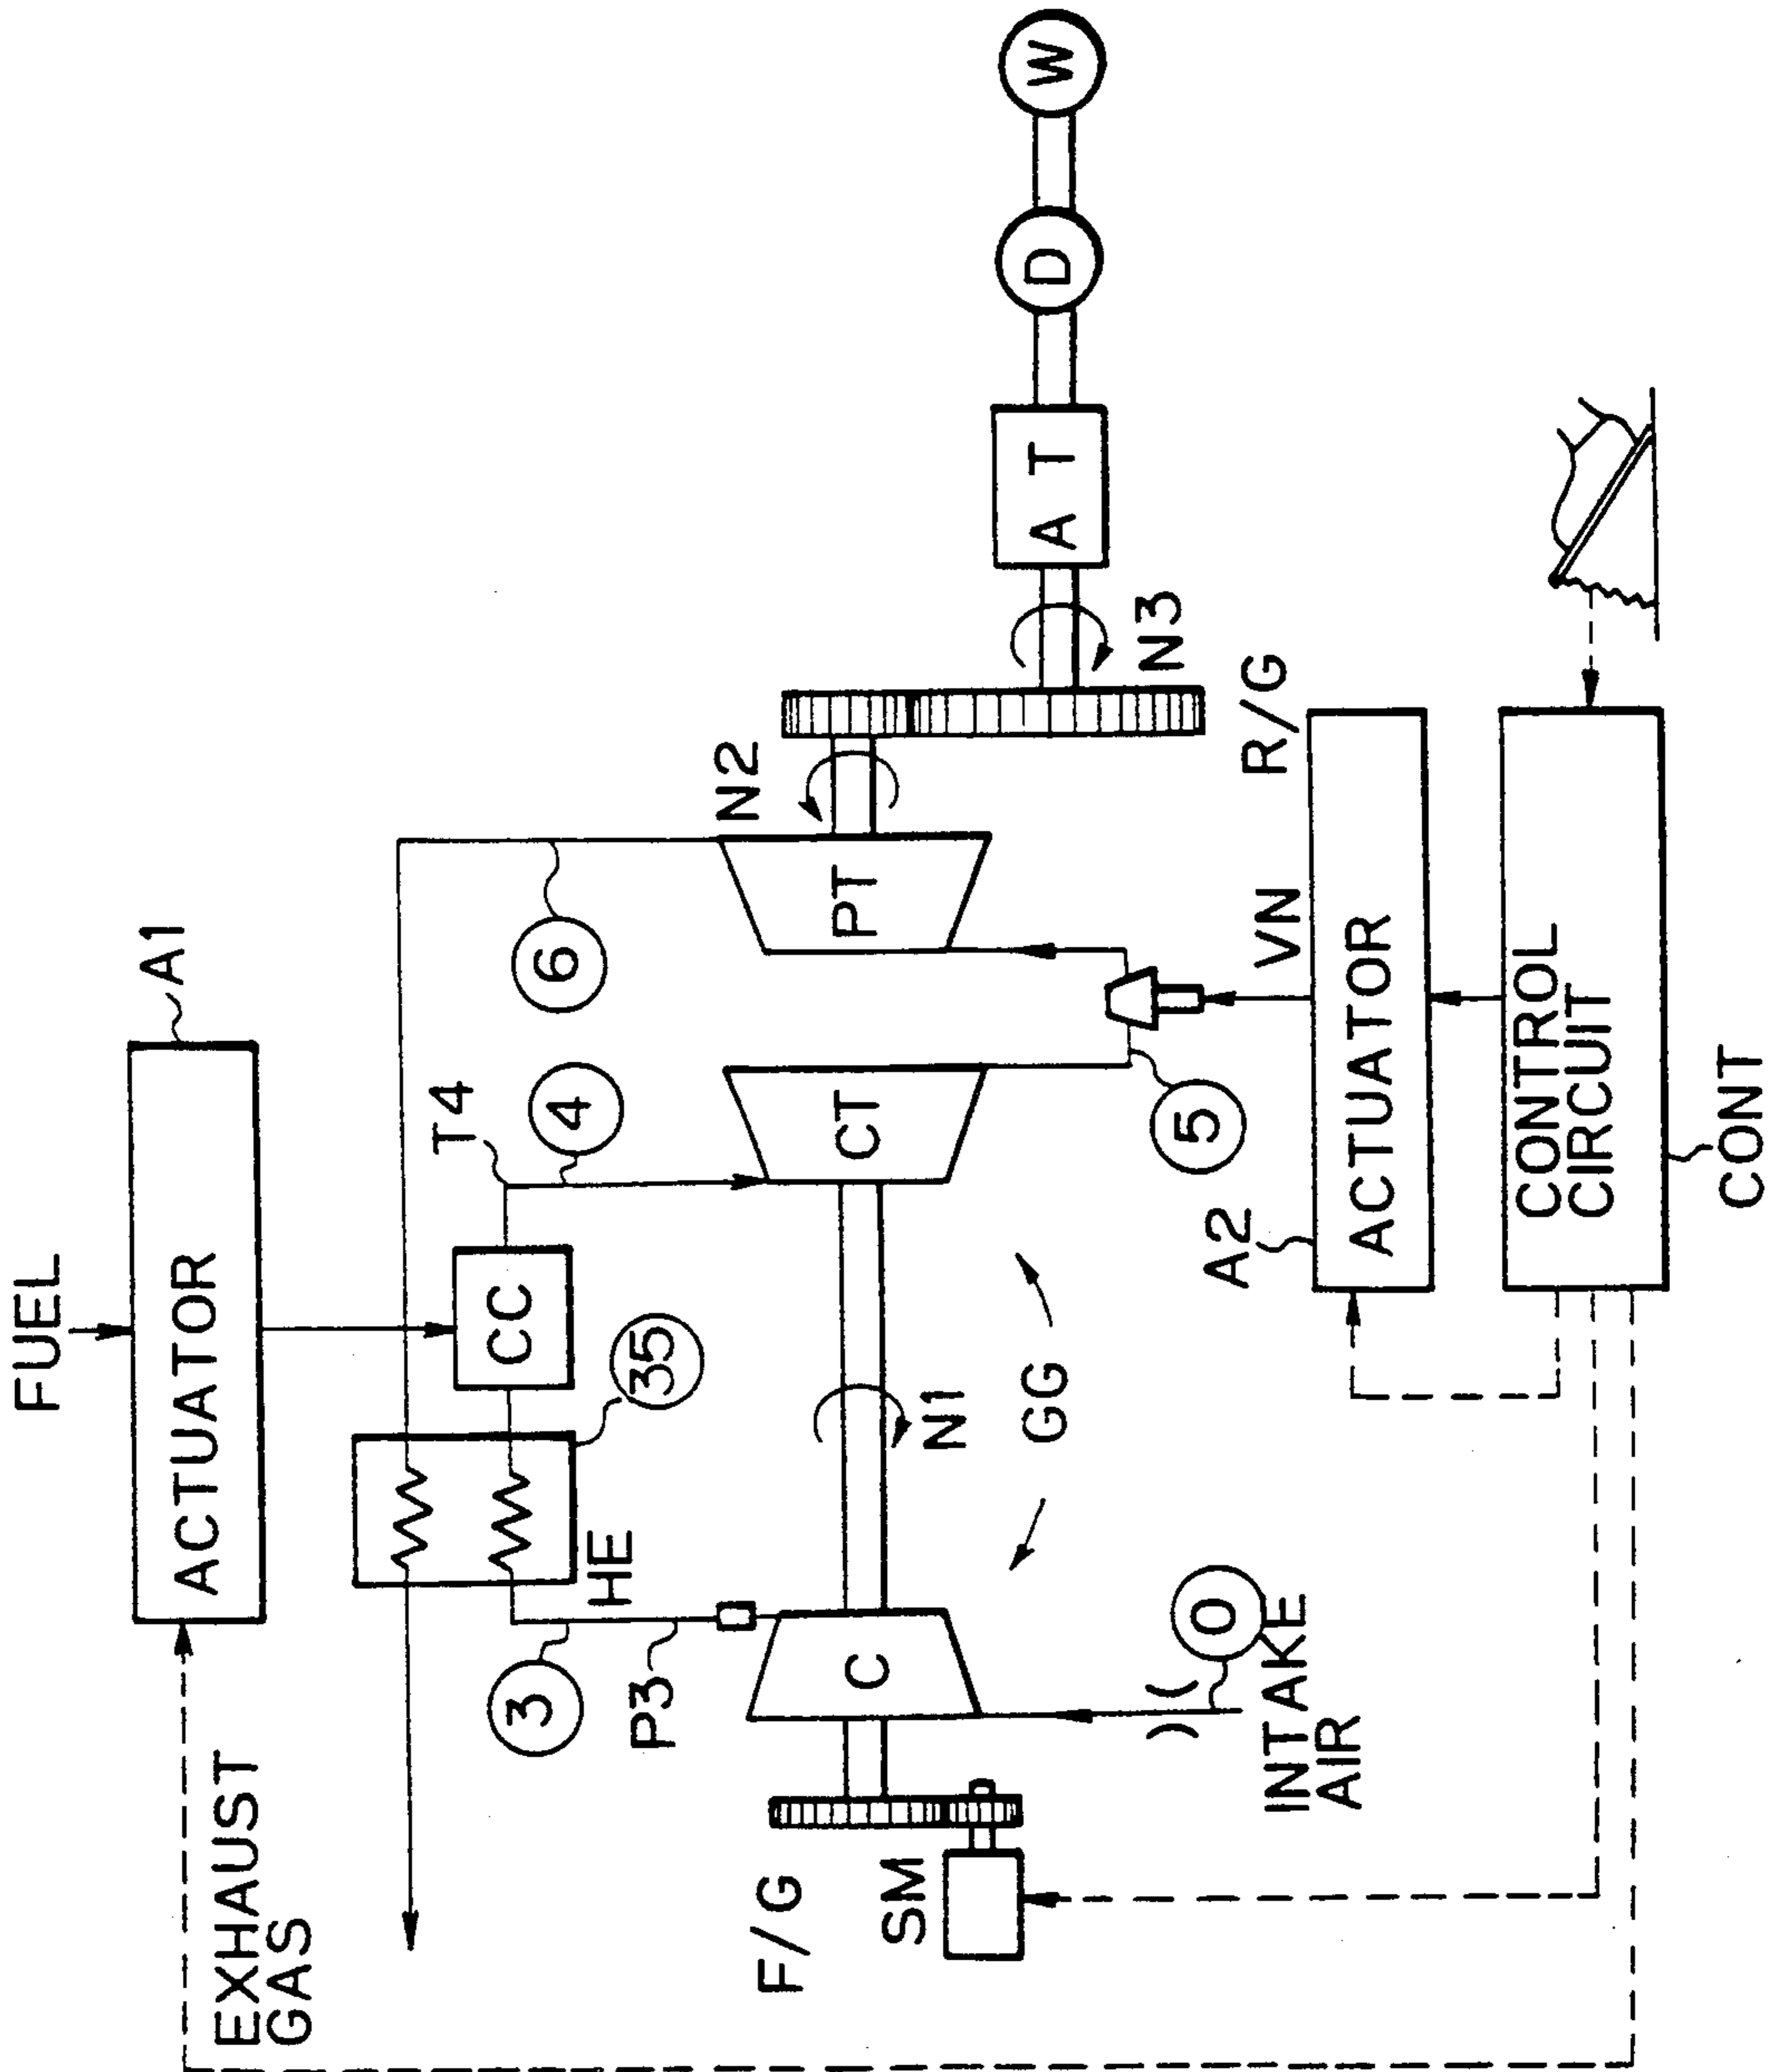 FUEL
A1
ACTUATOR
EXHAUST
GAS
T4
4
6
CC
35
HE
3
P3
N2
F/G
C
N1
CT
PT
W
D
A T
N3
SM
GG
0
INTAKE
AIR
5
VN
R/G
A2
ACTUATOR
CONTROL
CIRCUIT
CONT